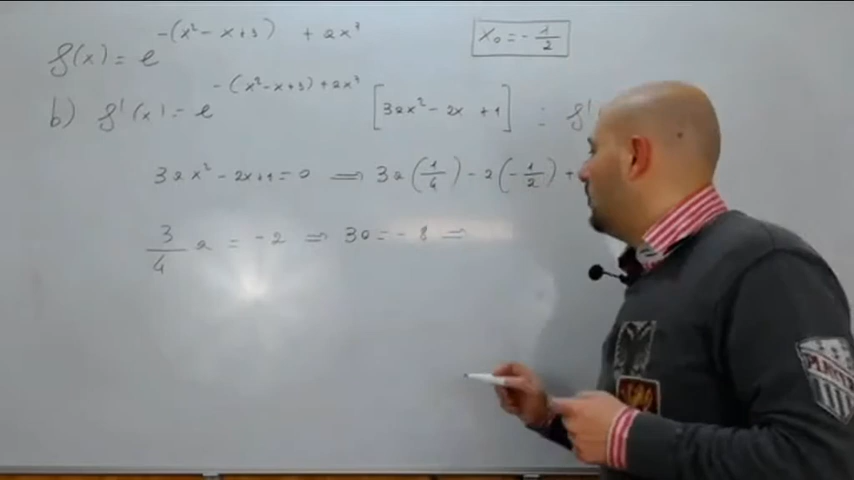 f(x) = e^{-(x² - x + 3) + ax³}
x₀ = -1/2
b) f'(x) = e^{-(x² - x + 3) + ax³} [3ax² - 2x + 1] = f'
3ax² - 2x + 1 = 0 ⟹ 3a(1/4) - 2(-1/2) +
3/4 a = -2 ⟹ 3a = -8 ⟹